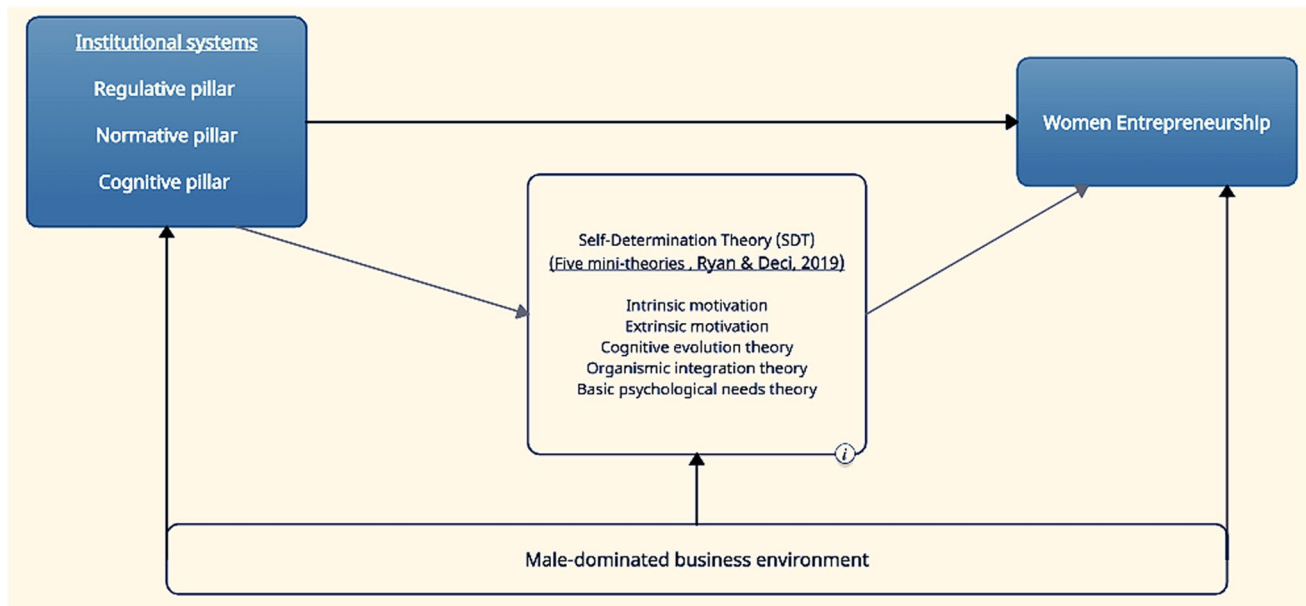 Institutional systems
Regulative pillar
Normative pillar
Cognitive pillar
Women Entrepreneurship
Self-Determination Theory (SDT)
(Five mini-theories , Ryan & Deci, 2019)
Intrinsic motivation
Extrinsic motivation
Cognitive evolution theory
Organismic integration theory
Basic psychological needs theory
i
Male-dominated business environment